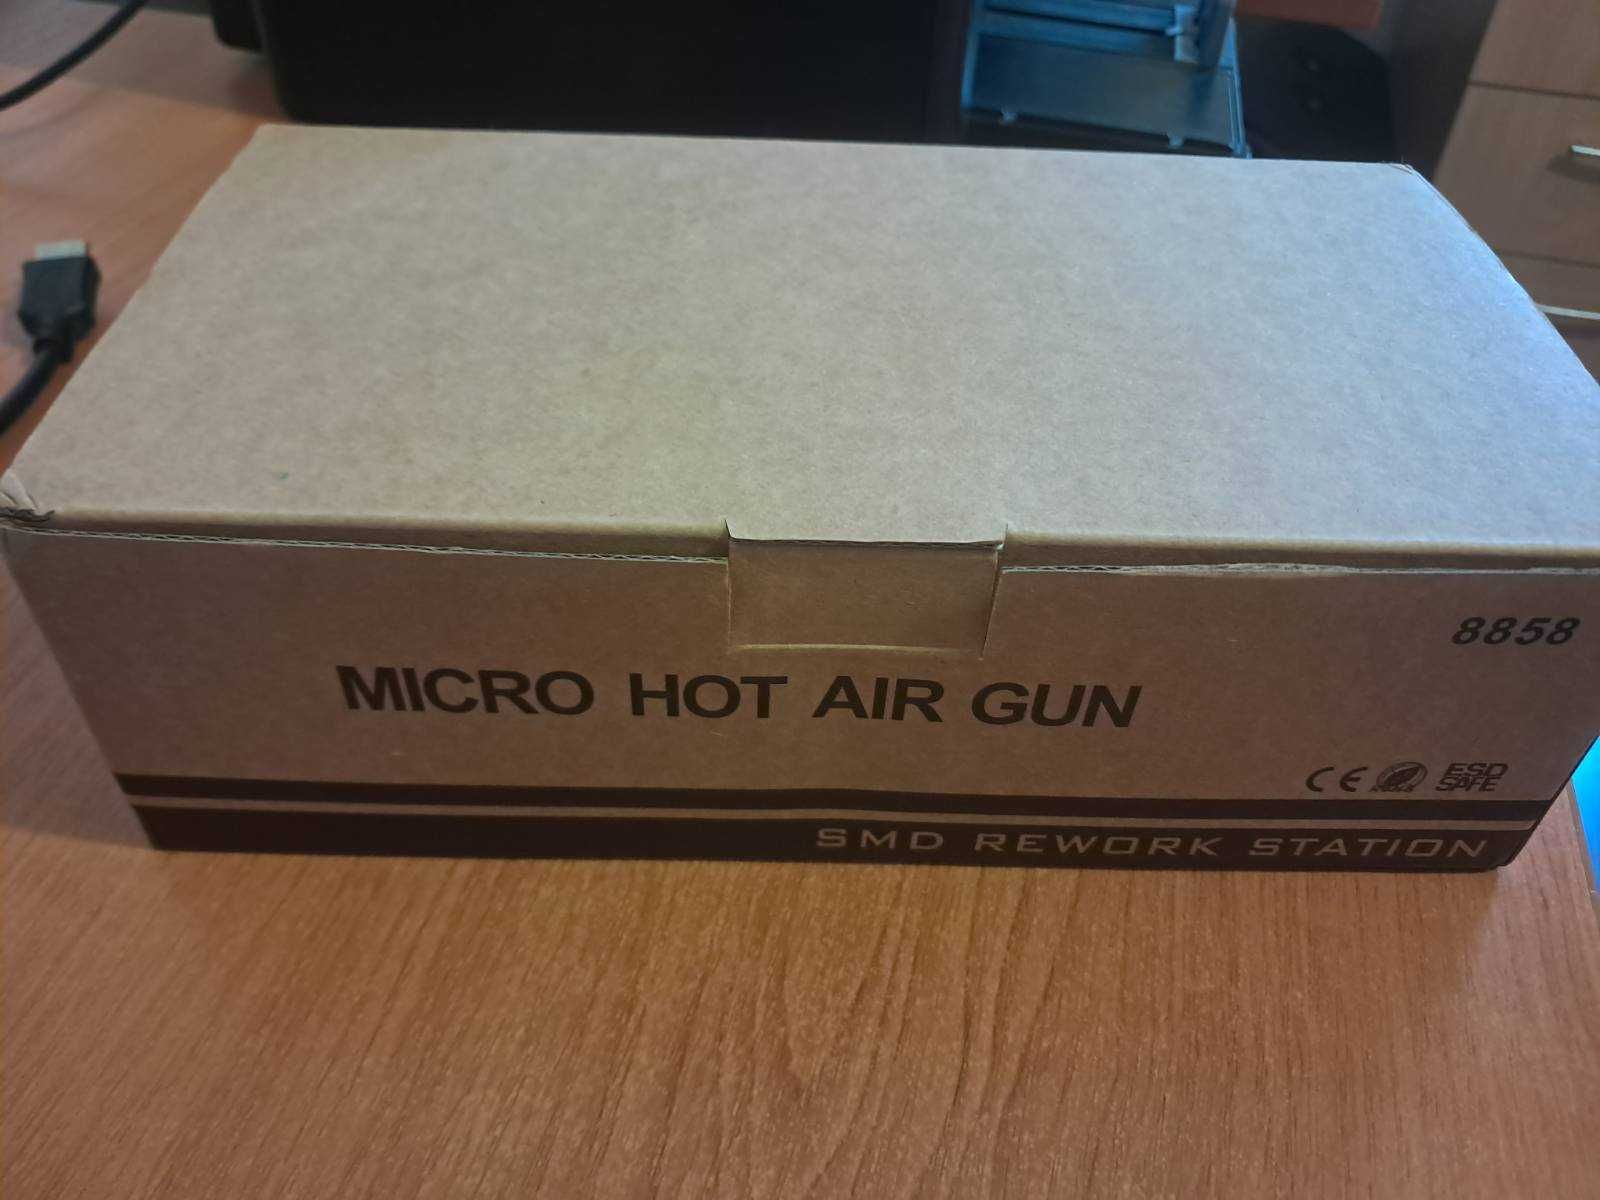 8858
MICRO HOT AIR GUN
CE
ESD
SAFE
SMD REWORK STATION